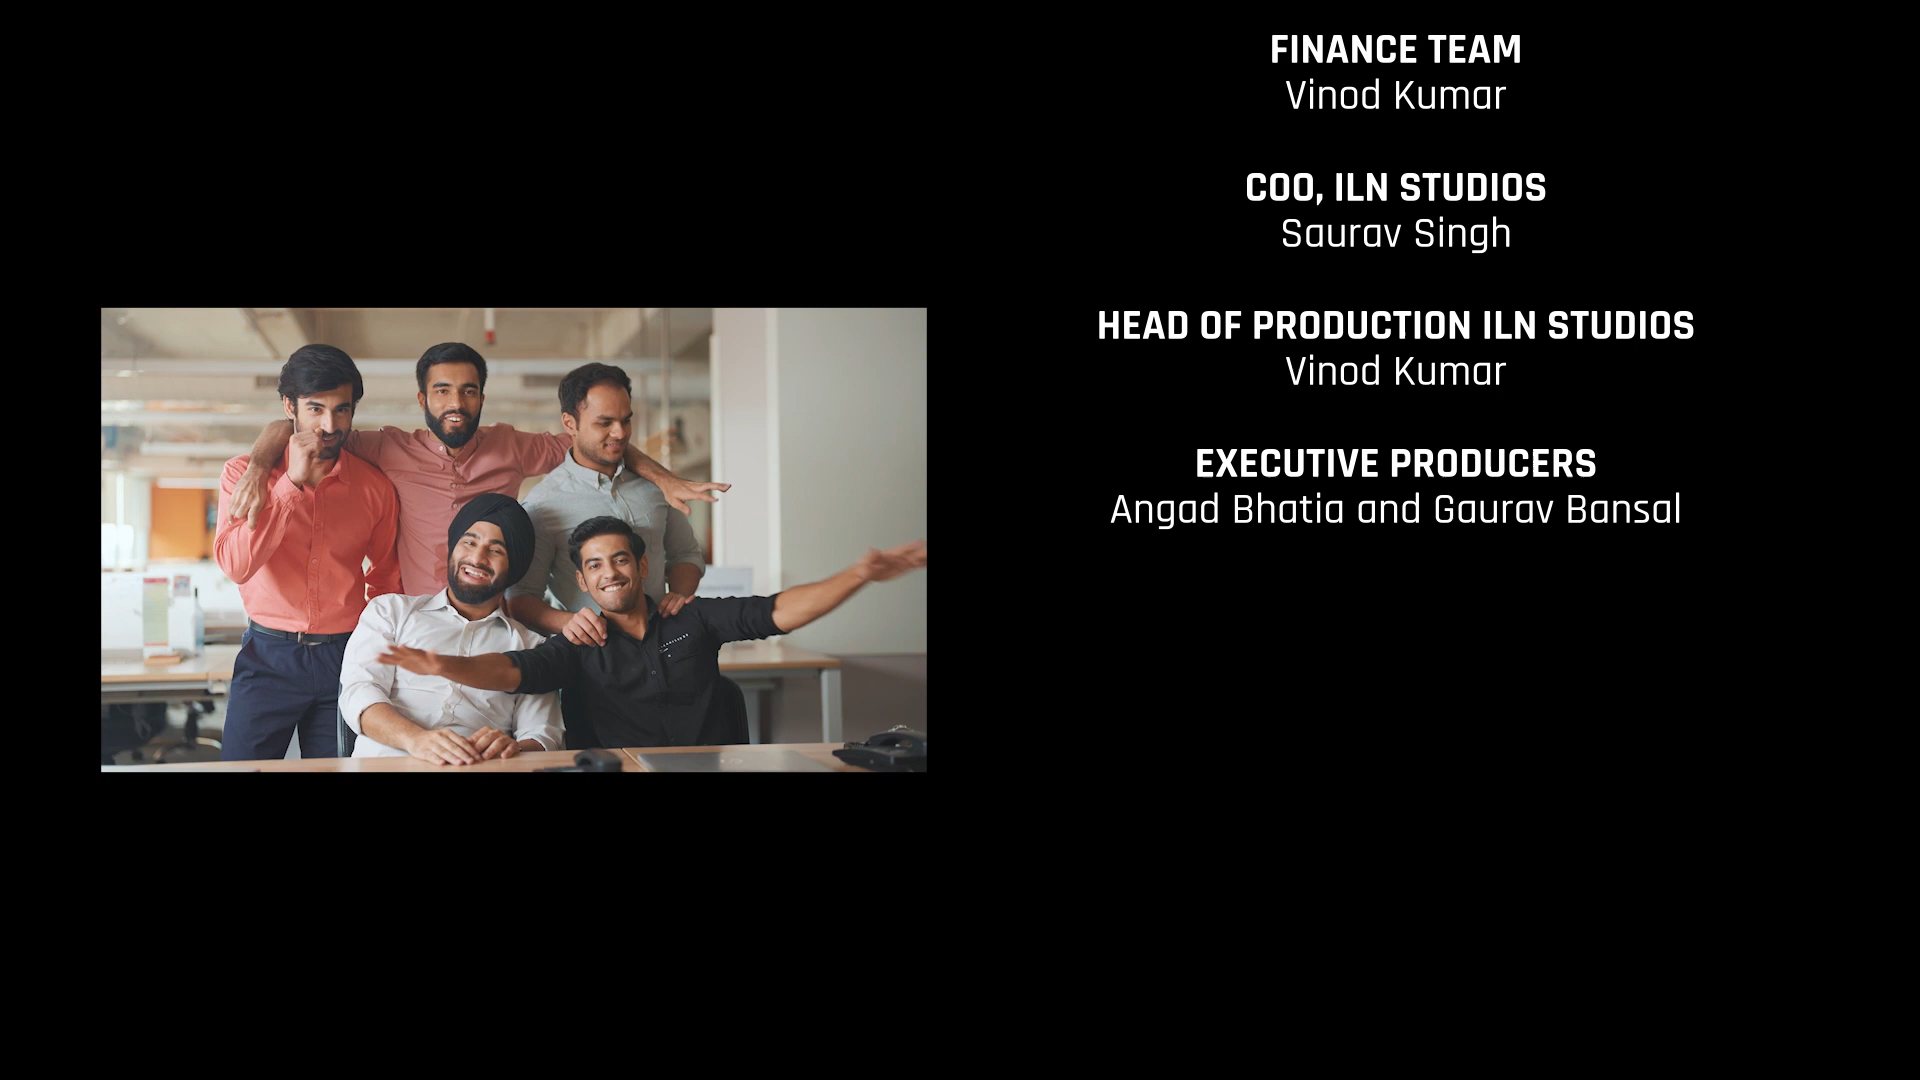 FINANCE TEAM
Vinod Kumar
COO, ILN STUDIOS
Saurav Singh
HEAD OF PRODUCTION ILN STUDIOS
Vinod Kumar
EXECUTIVE PRODUCERS
Angad Bhatia and Gaurav Bansal